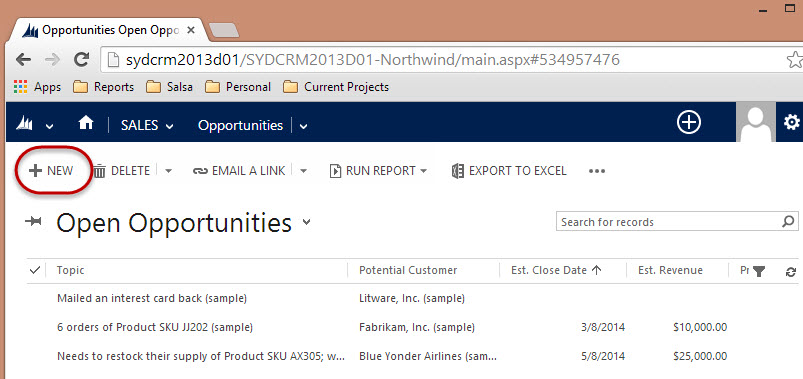 Opportunities Open Oppo
sydcrm2013d01/SYDCRM2013D01-Northwind/main.aspx#534957476
Apps Reports Salsa Personal Current Projects
SALES Opportunities
NEW DELETE EMAIL A LINK RUN REPORT EXPORT TO EXCEL •••
Open Opportunities Search for records
Topic Potential Customer Est. Close Date Est. Revenue Pr
Mailed an interest card back (sample) Litware, Inc. (sample)
6 orders of Product SKU JJ202 (sample) Fabrikam, Inc. (sample) 3/8/2014 $10,000.00
Needs to restock their supply of Product SKU AX305; w... Blue Yonder Airlines (sam... 5/8/2014 $25,000.00